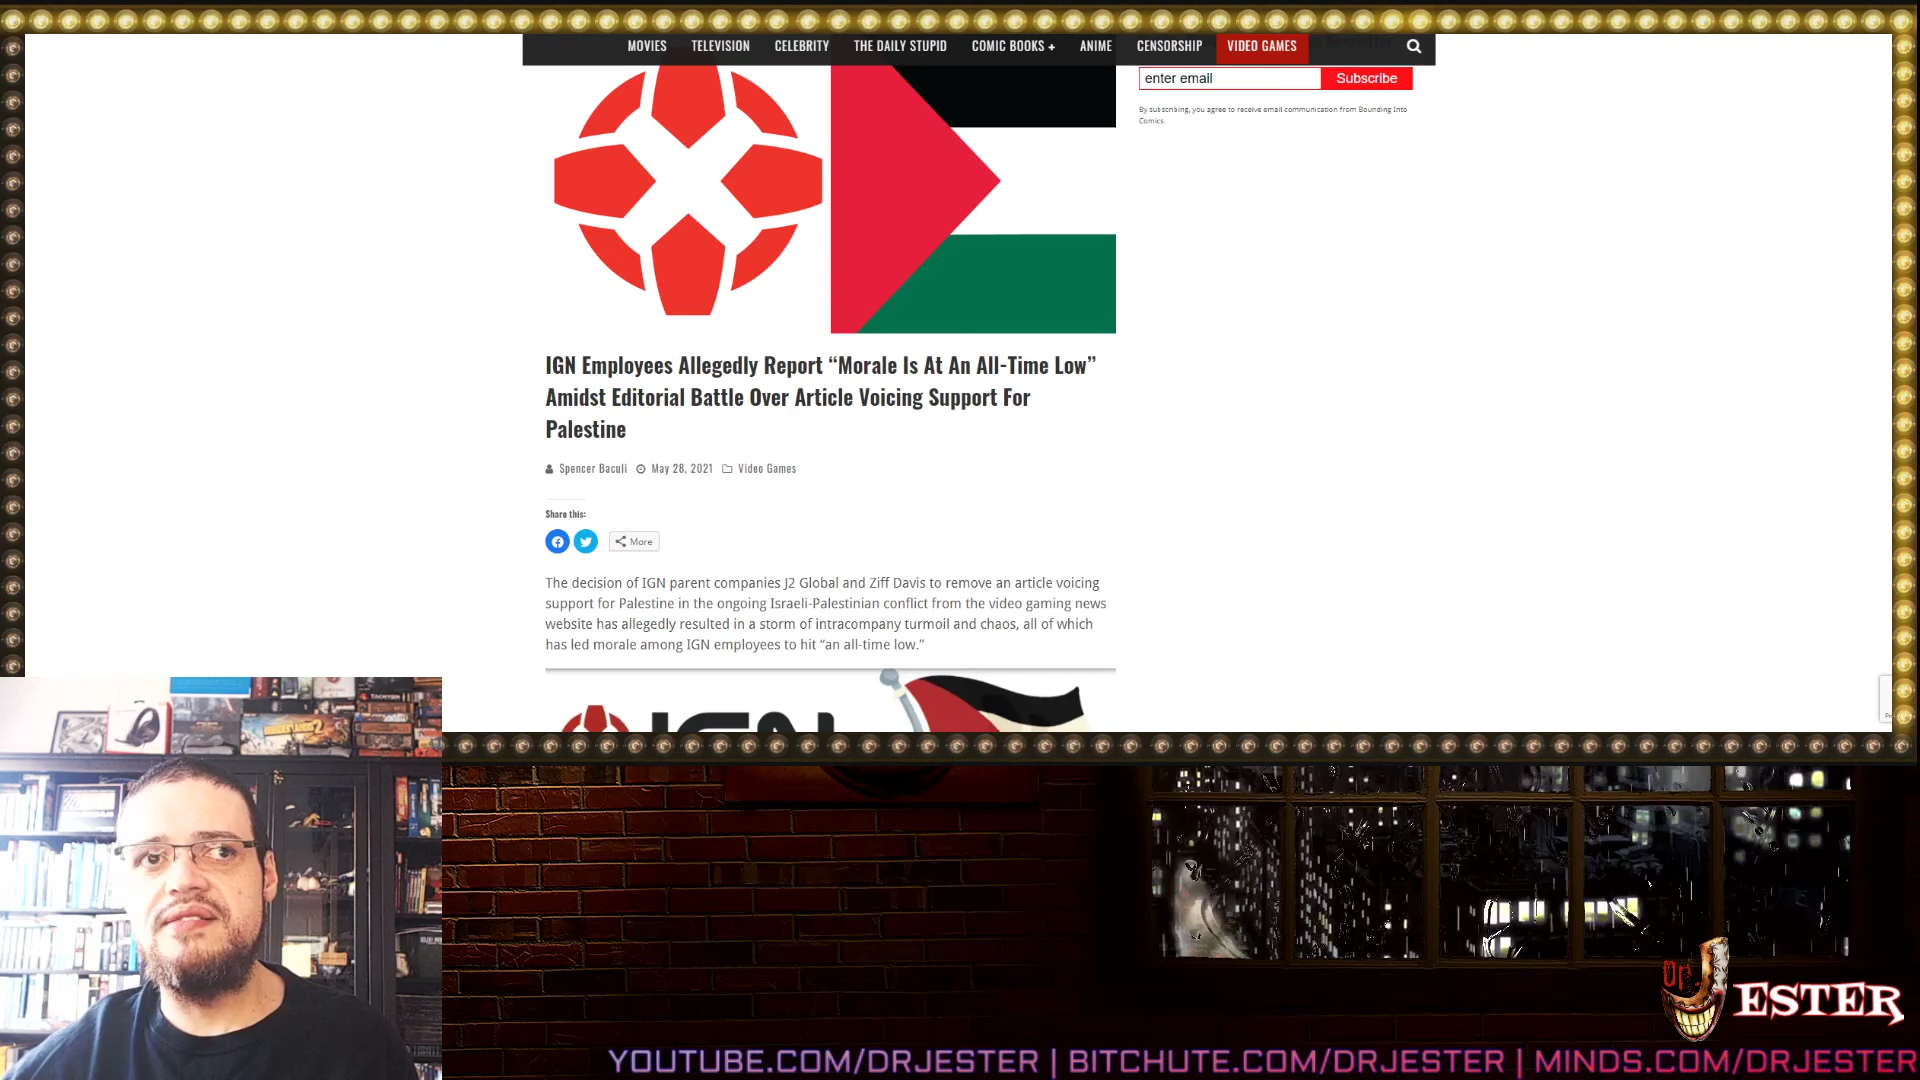 MOVIES TELEVISION CELEBRITY THE DAILY STUPID COMIC BOOKS + ANIME CENSORSHIP VIDEO GAMES
enter email Subscribe
By subscribing, you agree to receive email communication from Bounding Into
Comics.
IGN Employees Allegedly Report “Morale Is At An All-Time Low”
Amidst Editorial Battle Over Article Voicing Support For
Palestine
Spencer Baculi May 28, 2021 Video Games
Share this:
More
The decision of IGN parent companies J2 Global and Ziff Davis to remove an article voicing
support for Palestine in the ongoing Israeli-Palestinian conflict from the video gaming news
website has allegedly resulted in a storm of intracompany turmoil and chaos, all of which
has led morale among IGN employees to hit “an all-time low.”
IGN
BORDERLANDS 2
Dr. JESTER
YOUTUBE.COM/DRJESTER | BITCHUTE.COM/DRJESTER | MINDS.COM/DRJESTER